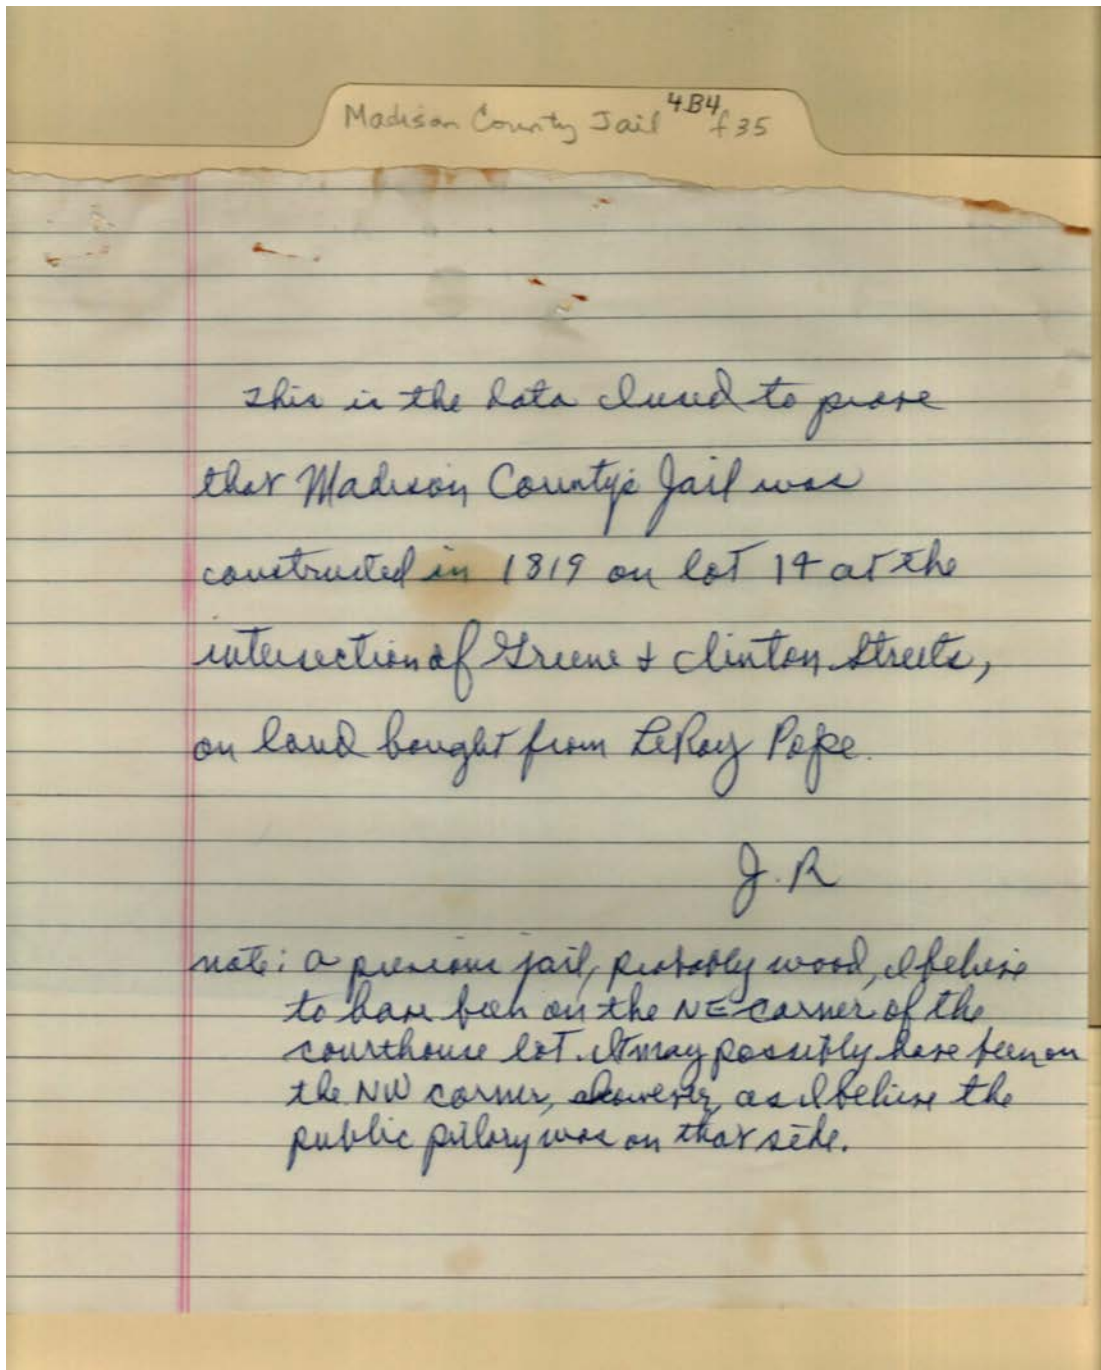 Madison County Jail 4B4 f35
This is the data I used to prove
that Madison County's Jail was
constructed in 1819 on lot 14 at the
intersection of Greene & Clinton Streets,
on land bought from LeRoy Pope.
J. R
note: a previous jail, probably wood, I believe
to have been on the NE corner of the
courthouse lot. It may possibly have been on
the NW corner, however, as I believe the
public pillory was on that side.